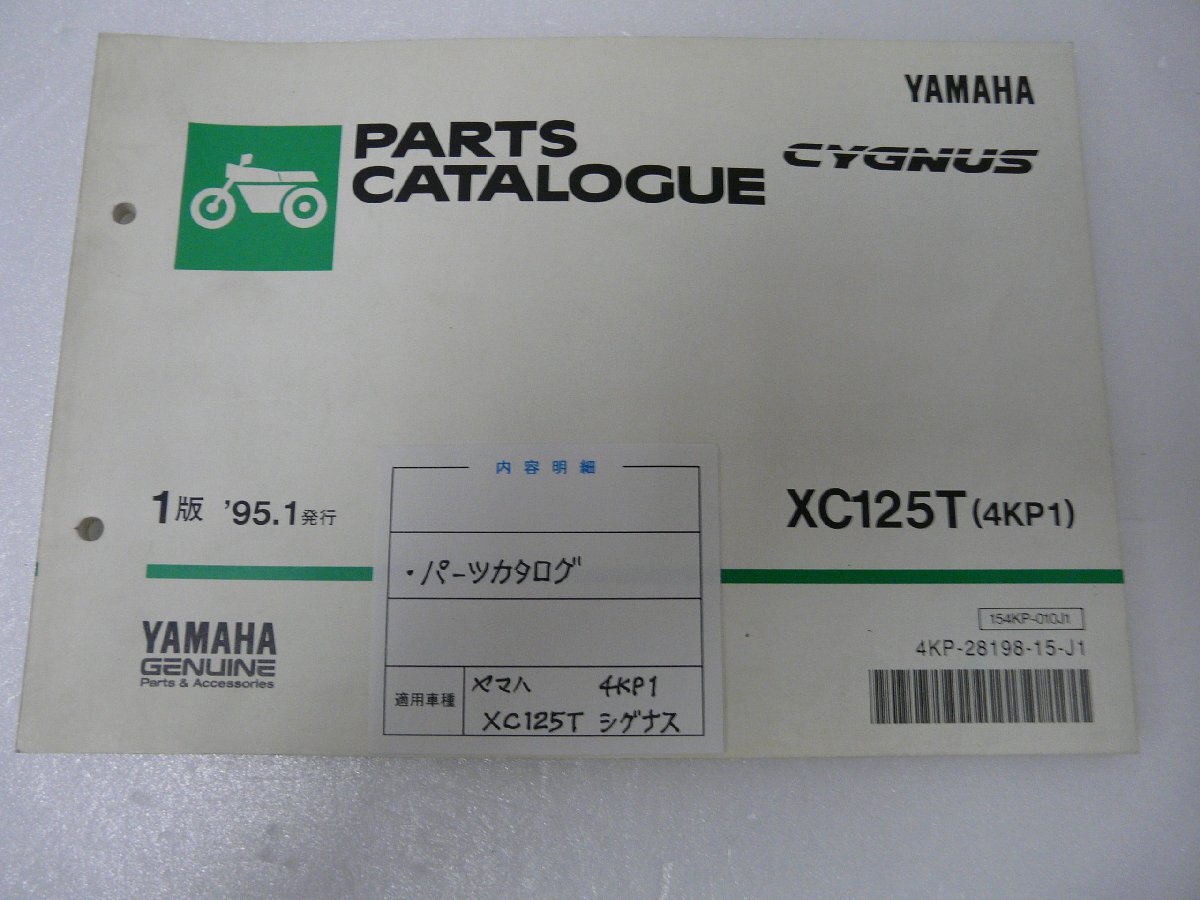 YAMAHA
PARTS
CATALOGUE
CYGNUS
1版 '95.1発行
XC125T(4KP1)
内容明細
・パーツカタログ
適用車種
ヤマハ 4KP1
XC125T シグナス
YAMAHA
GENUINE
Parts & Accessories
154KP-010J1
4KP-28198-15-J1